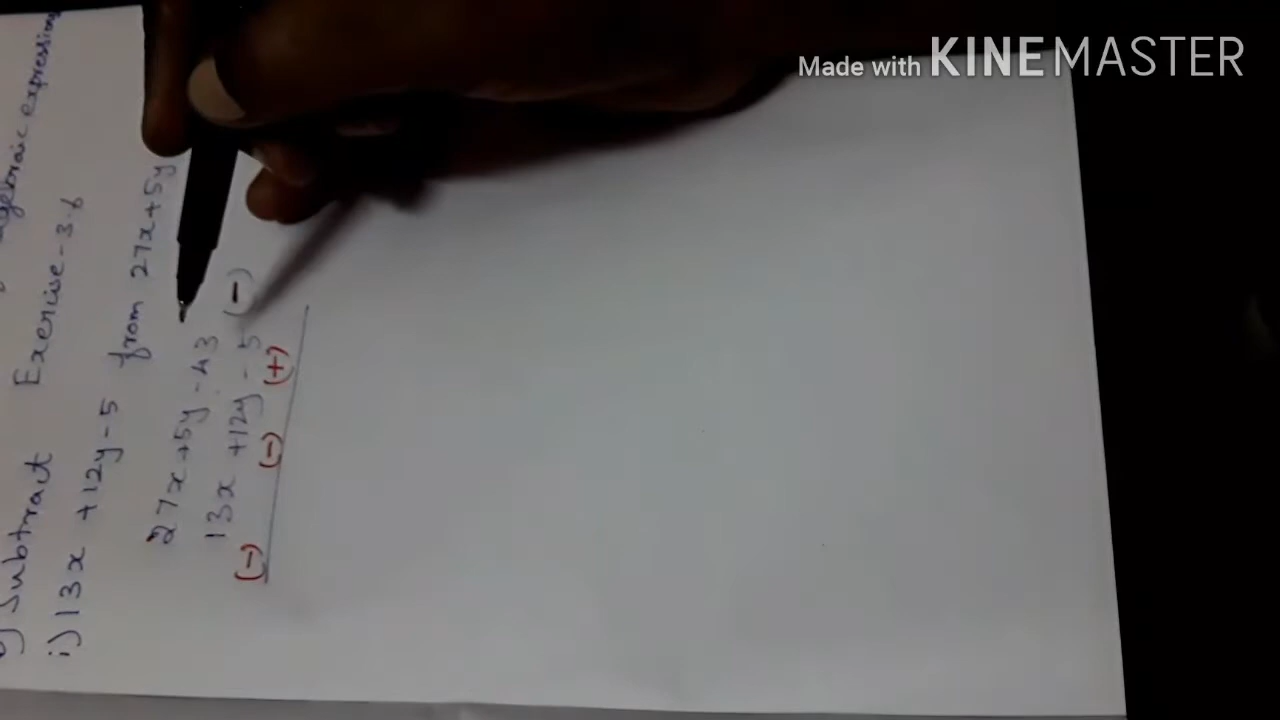 Made with KINEMASTER
algebraic expressions
Exercise-3.6
Subtract
i) 13x +12y-5 from 27x+5y
27x+5y-43
13x +12y-5 (-)
(-) (-) (+)